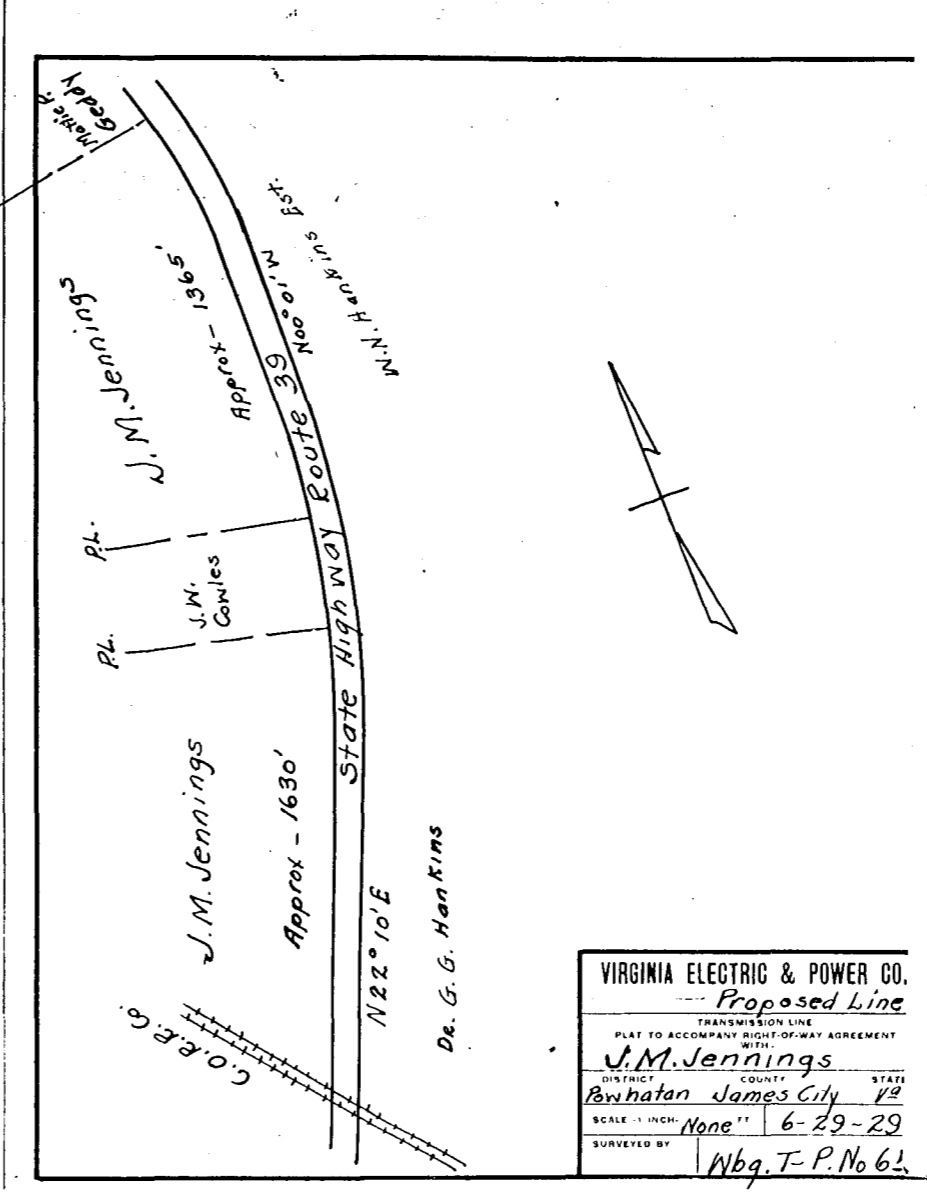 Mattie P.
Geddy
W.N. Hankins Est.
N00°01'W
J.M. Jennings
Approx - 1365'
State Highway Route 39
P.L.
J.W.
Cowles
P.L.
J.M. Jennings
Approx - 1630'
N22°10'E
Dr. G. G. Hankins
C.O.R.R. Co.
VIRGINIA ELECTRIC & POWER CO.
Proposed Line
TRANSMISSION LINE
PLAT TO ACCOMPANY RIGHT-OF-WAY AGREEMENT
WITH-
J.M. Jennings
DISTRICT COUNTY STATE
Powhatan James City Va
SCALE -1 INCH- None FT 6-29-29
SURVEYED BY
Wbg. T-P. No 61